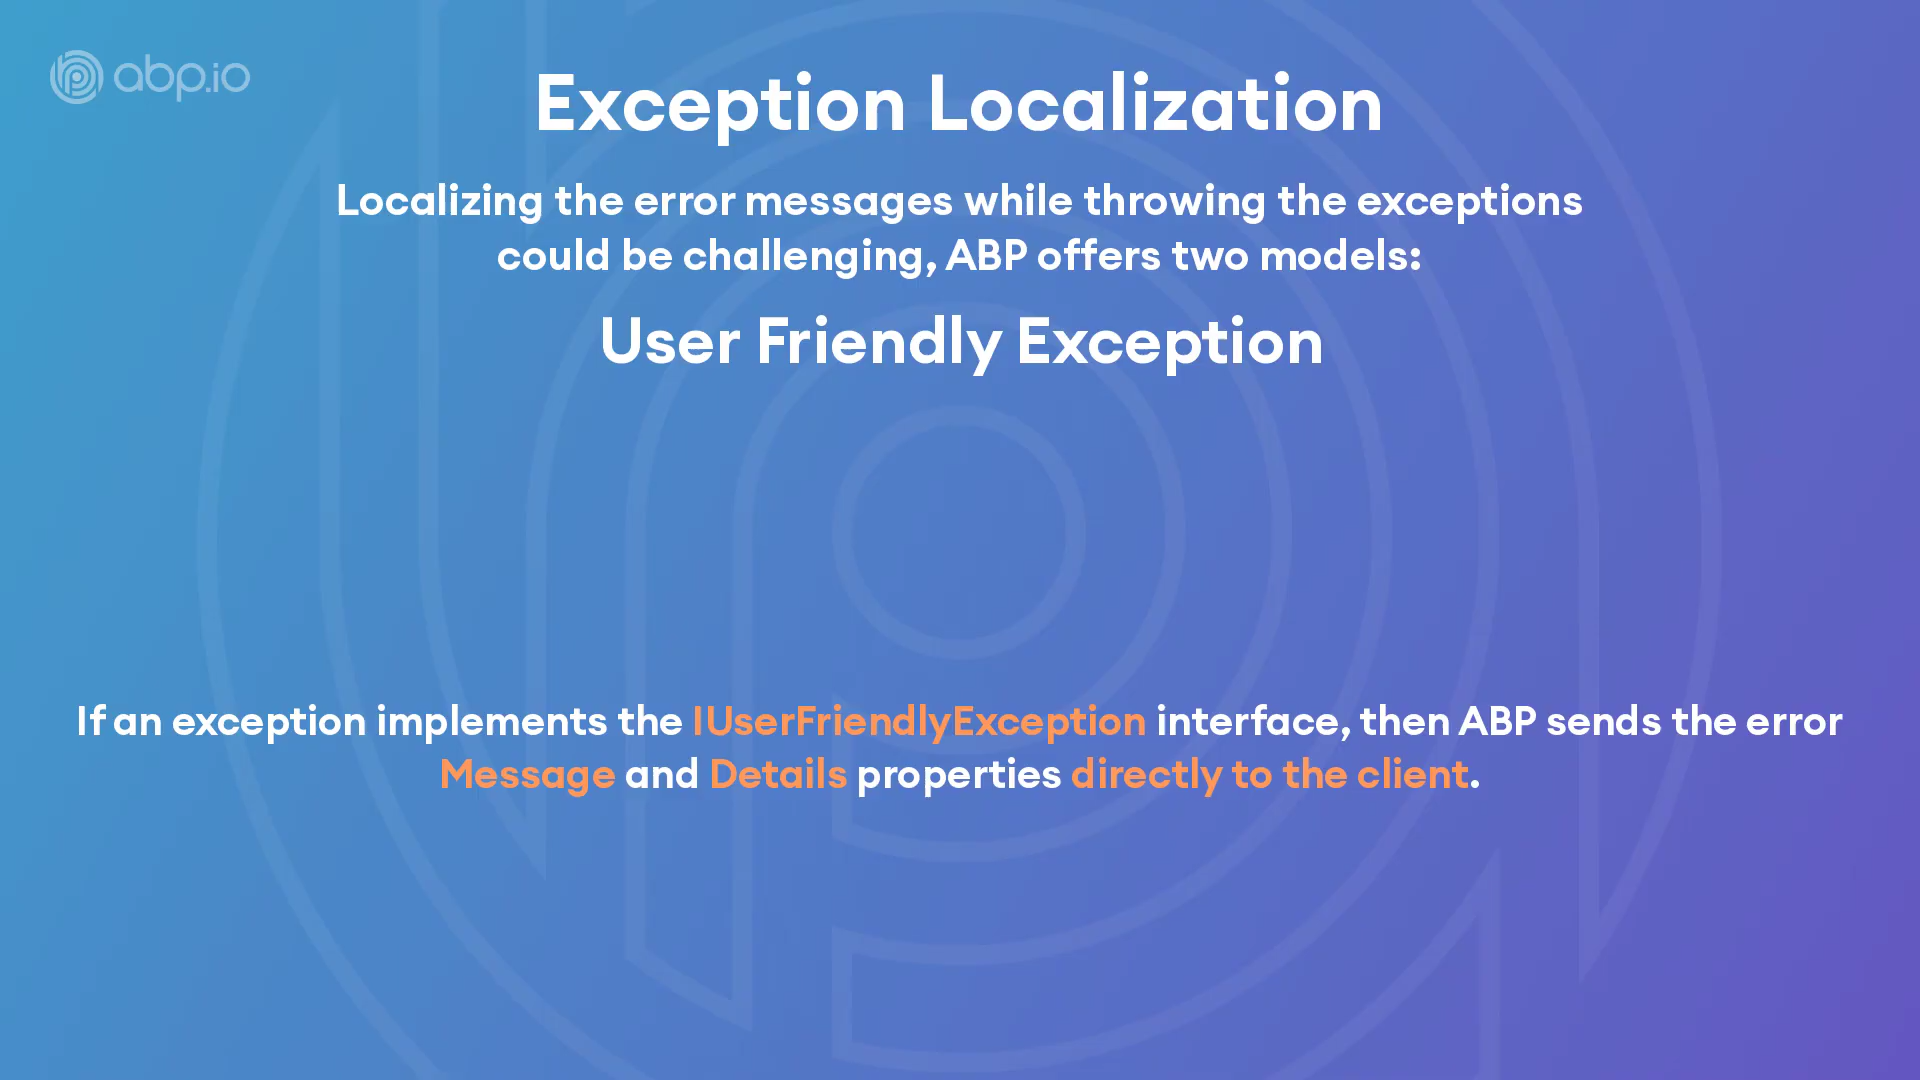 abp.io
Exception Localization
Localizing the error messages while throwing the exceptions
could be challenging, ABP offers two models:
User Friendly Exception
If an exception implements the IUserFriendlyException interface, then ABP sends the error
Message and Details properties directly to the client.